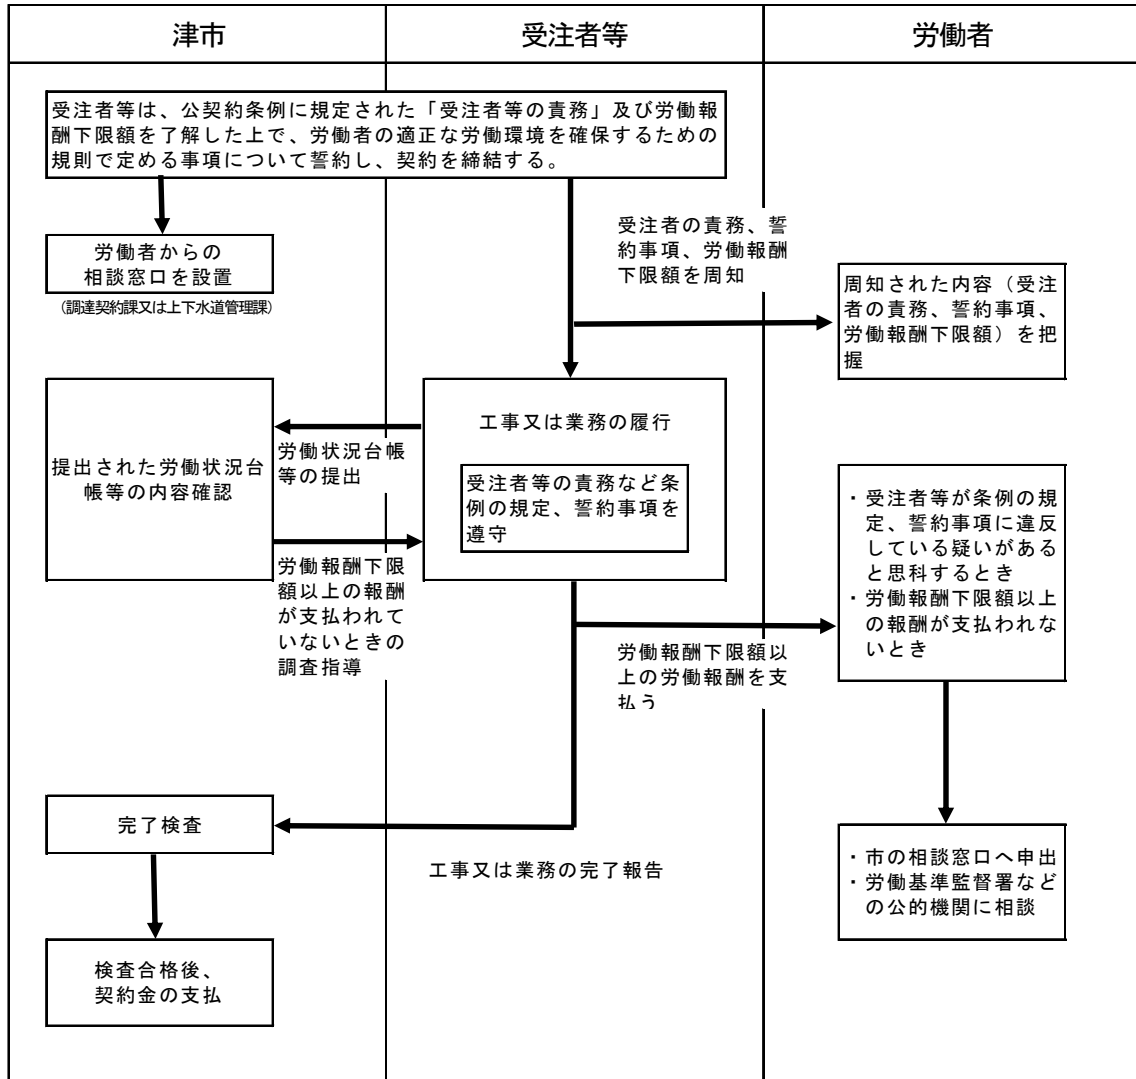 津市
受注者等
労働者
受注者等は、公契約条例に規定された「受注者等の責務」及び労働報
酬下限額を了解した上で、労働者の適正な労働環境を確保するための
規則で定める事項について誓約し、契約を締結する。
労働者からの
相談窓口を設置
（調達契約課又は上下水道管理課）
受注者の責務、誓
約事項、労働報酬
下限額を周知
周知された内容（受注
者の責務、誓約事項、
労働報酬下限額）を把
握
提出された労働状況台
帳等の内容確認
労働状況台帳
等の提出
労働報酬下限
額以上の報酬
が支払われて
いないときの
調査指導
工事又は業務の履行
受注者等の責務など条
例の規定、誓約事項を
遵守
労働報酬下限額以
上の労働報酬を支
払う
・受注者等が条例の規
定、誓約事項に違反
している疑いがある
と思科するとき
・労働報酬下限額以上
の報酬が支払われな
いとき
完了検査
工事又は業務の完了報告
・市の相談窓口へ申出
・労働基準監督署など
の公的機関に相談
検査合格後、
契約金の支払